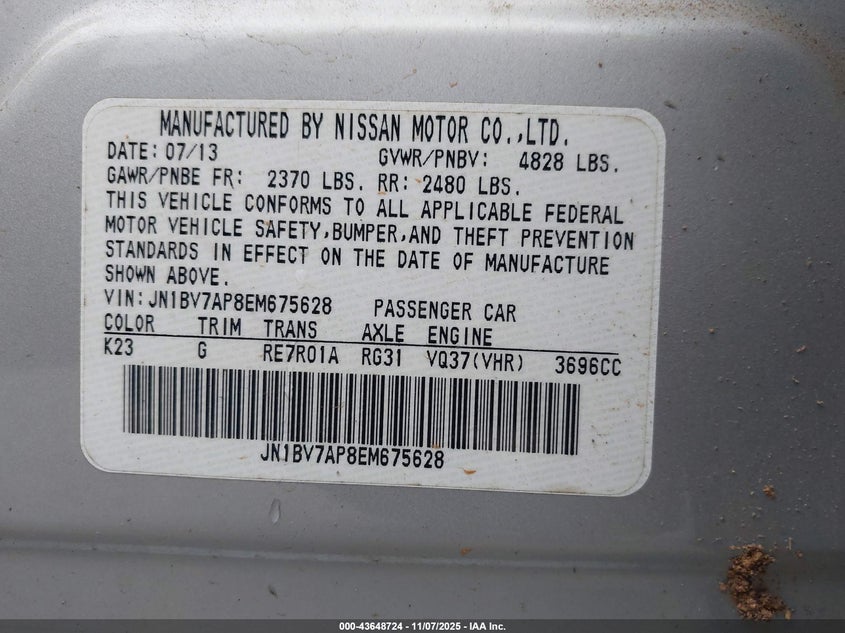 MANUFACTURED BY NISSAN MOTOR CO.,LTD.
DATE: 07/13 GVWR/PNBV: 4828 LBS.
GAWR/PNBE FR: 2370 LBS. RR: 2480 LBS.
THIS VEHICLE CONFORMS TO ALL APPLICABLE FEDERAL
MOTOR VEHICLE SAFETY,BUMPER,AND THEFT PREVENTION
STANDARDS IN EFFECT ON THE DATE OF MANUFACTURE
SHOWN ABOVE.
VIN:JN1BV7AP8EM675628 PASSENGER CAR
COLOR TRIM TRANS AXLE ENGINE
K23 G RE7R01A RG31 VQ37(VHR) 3696CC
JN1BV7AP8EM675628
000-43648724 - 11/07/2025 - IAA Inc.